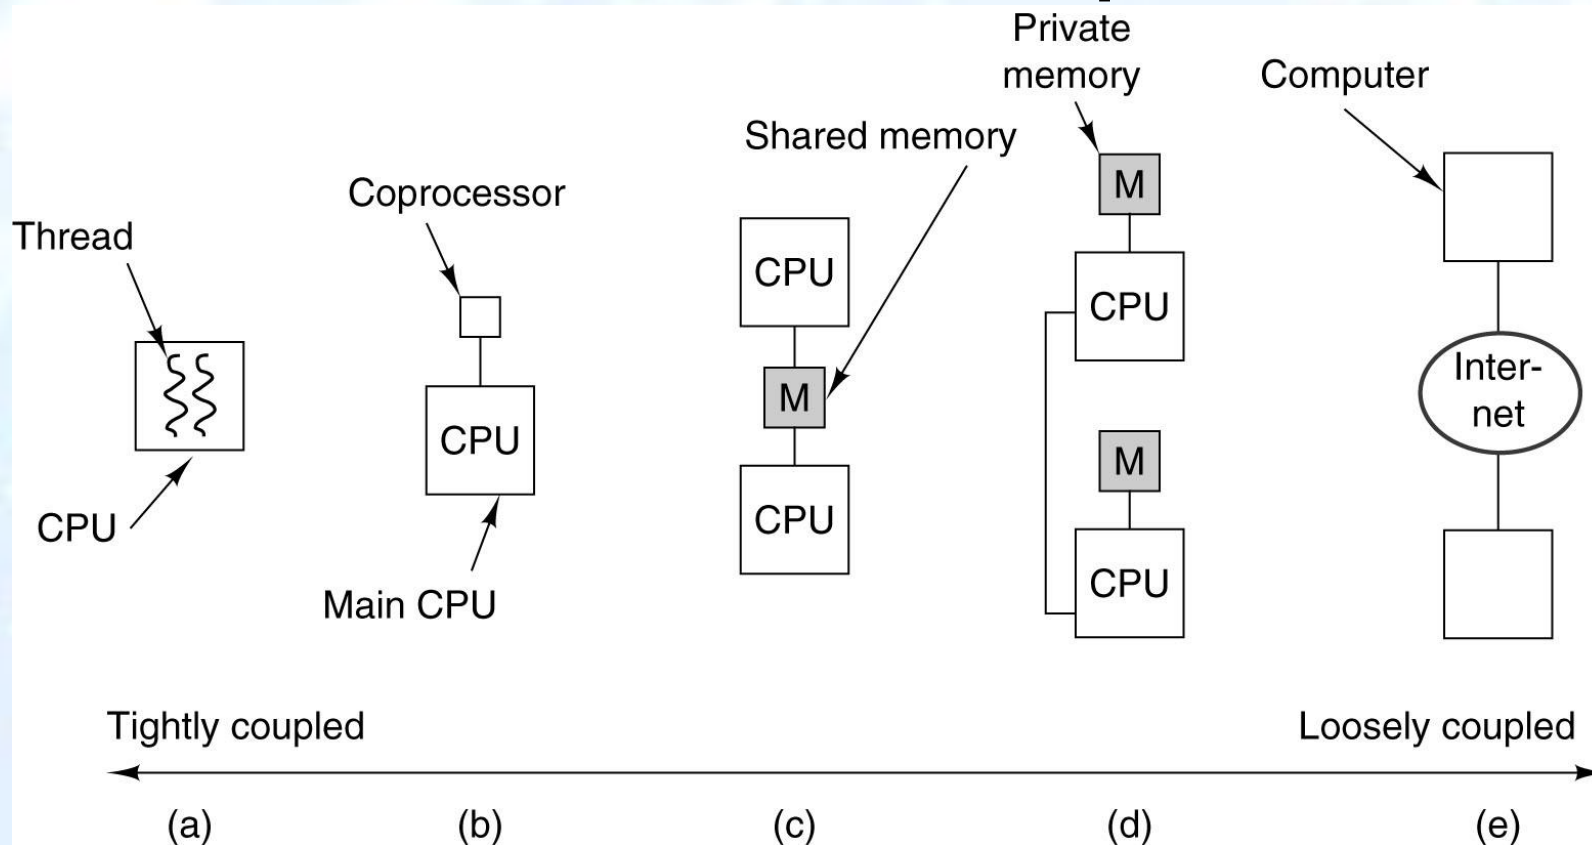 Private
memory
Computer
Shared memory
M
Coprocessor
Thread
CPU
CPU
Inter-
net
M
CPU
M
CPU
CPU
CPU
CPU
Main CPU
Tightly coupled
Loosely coupled
(a)
(b)
(c)
(d)
(e)